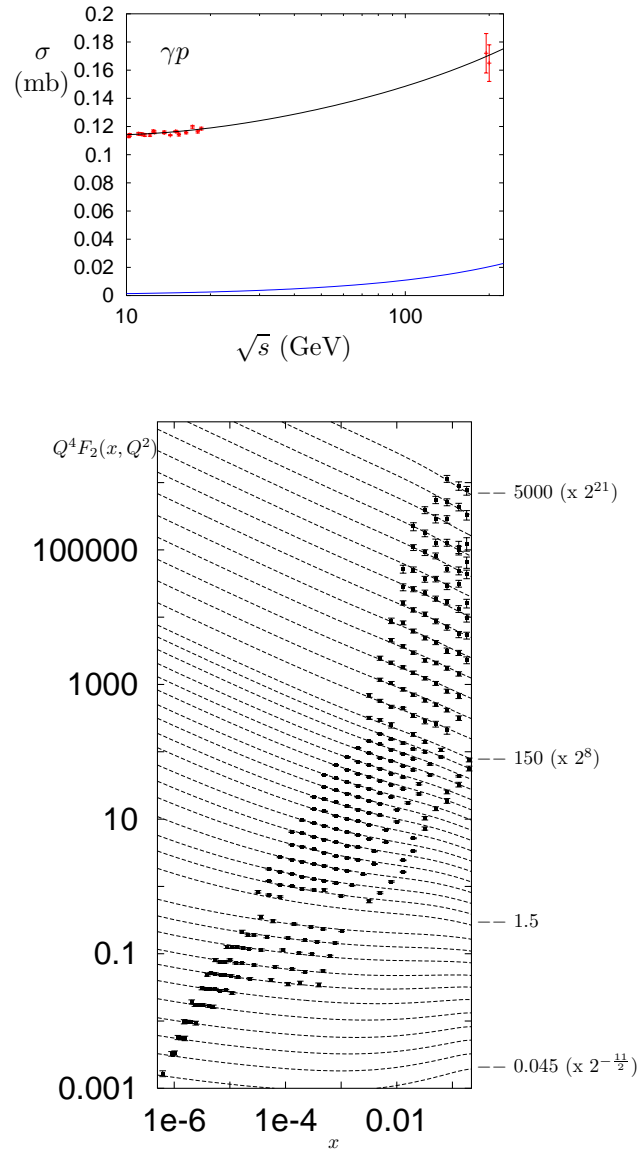 0.2
σ
(mb)
γp
0.18
0.16
0.14
0.12
0.1
0.08
0.06
0.04
0.02
0
10
100
√s (GeV)
Q⁴F₂(x, Q²)
100000
1000
10
0.1
0.001
1e-6
1e-4
0.01
x
5000 (x 2²¹)
150 (x 2⁸)
1.5
0.045 (x 2^{-11/2})